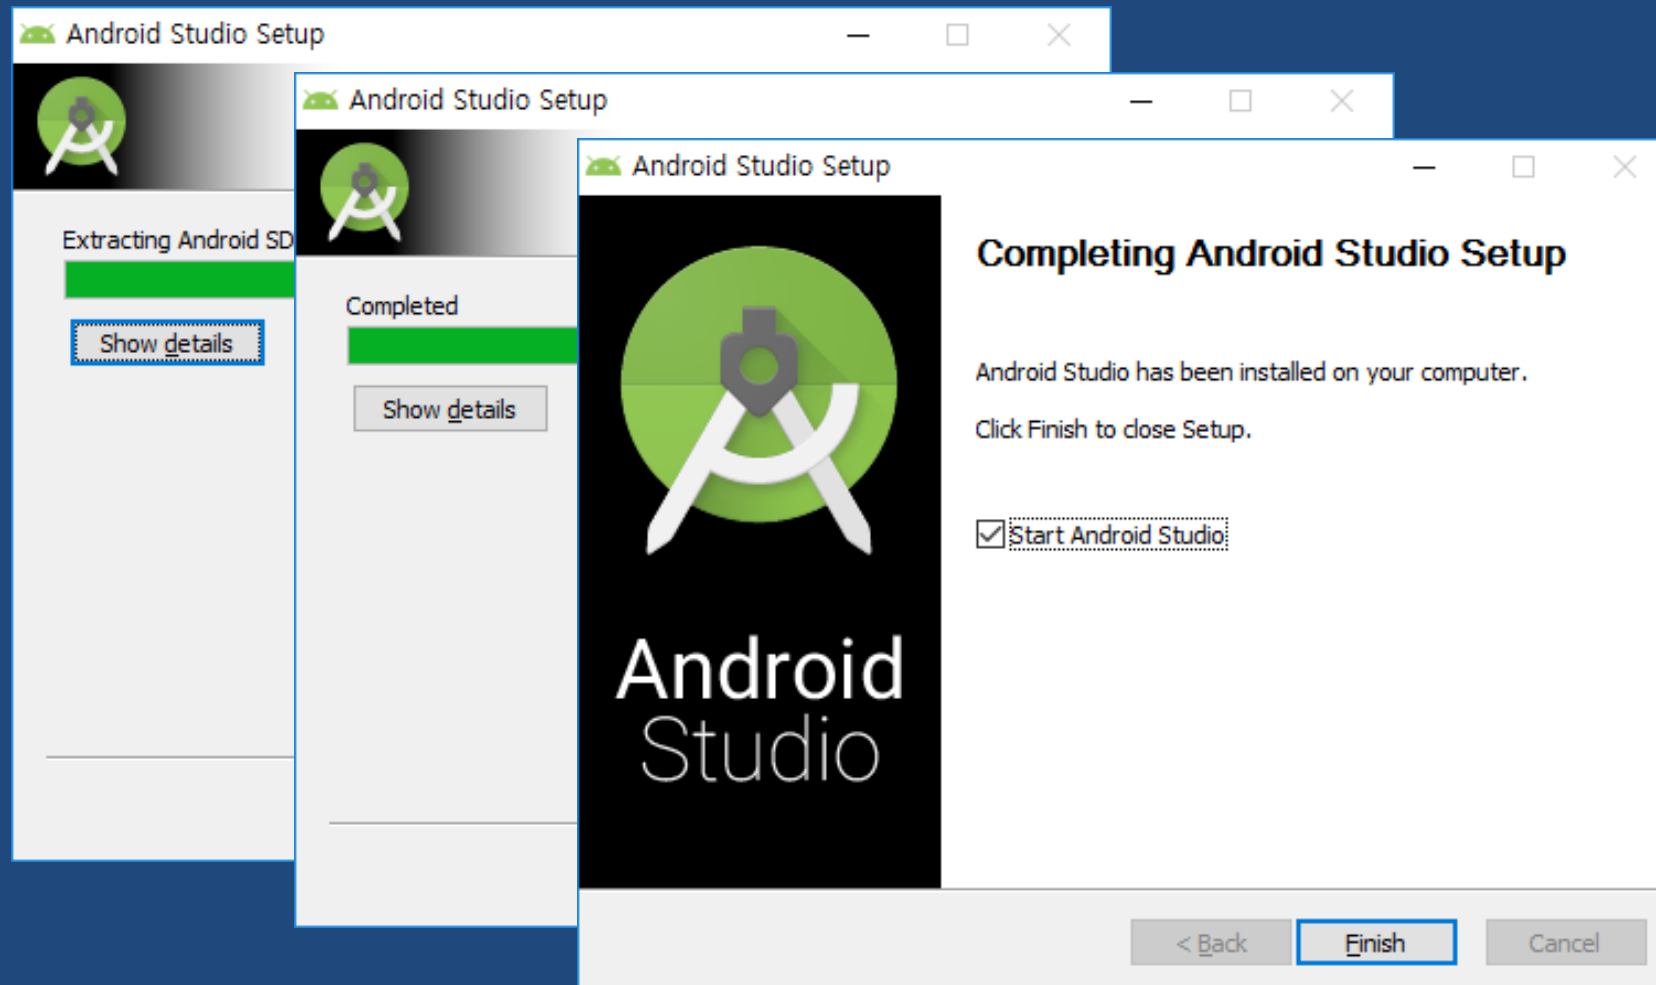 Android Studio Setup
Extracting Android SD
Show details
Android Studio Setup
Completed
Show details
Android Studio Setup
Android
Studio
Completing Android Studio Setup
Android Studio has been installed on your computer.
Click Finish to close Setup.
Start Android Studio
< Back
Finish
Cancel